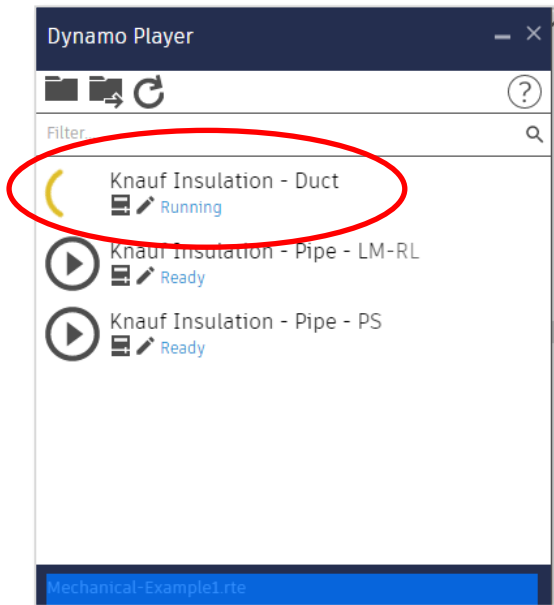 Dynamo Player
Filter...
Knauf Insulation - Duct
Running
Knauf Insulation - Pipe - LM-RL
Ready
Knauf Insulation - Pipe - PS
Ready
Mechanical-Example1.rte